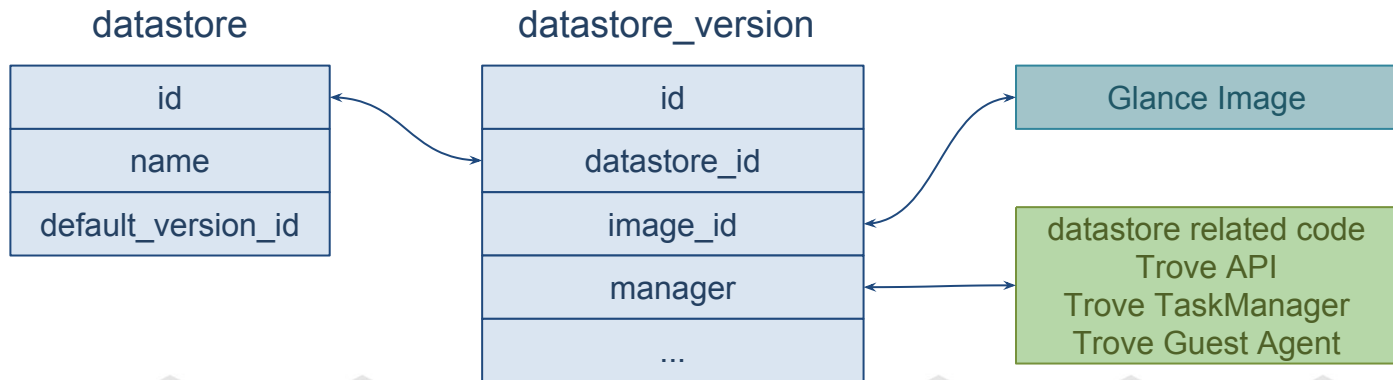 datastore
id
name
default_version_id
datastore_version
id
datastore_id
image_id
manager
...
Glance Image
datastore related code
Trove API
Trove TaskManager
Trove Guest Agent